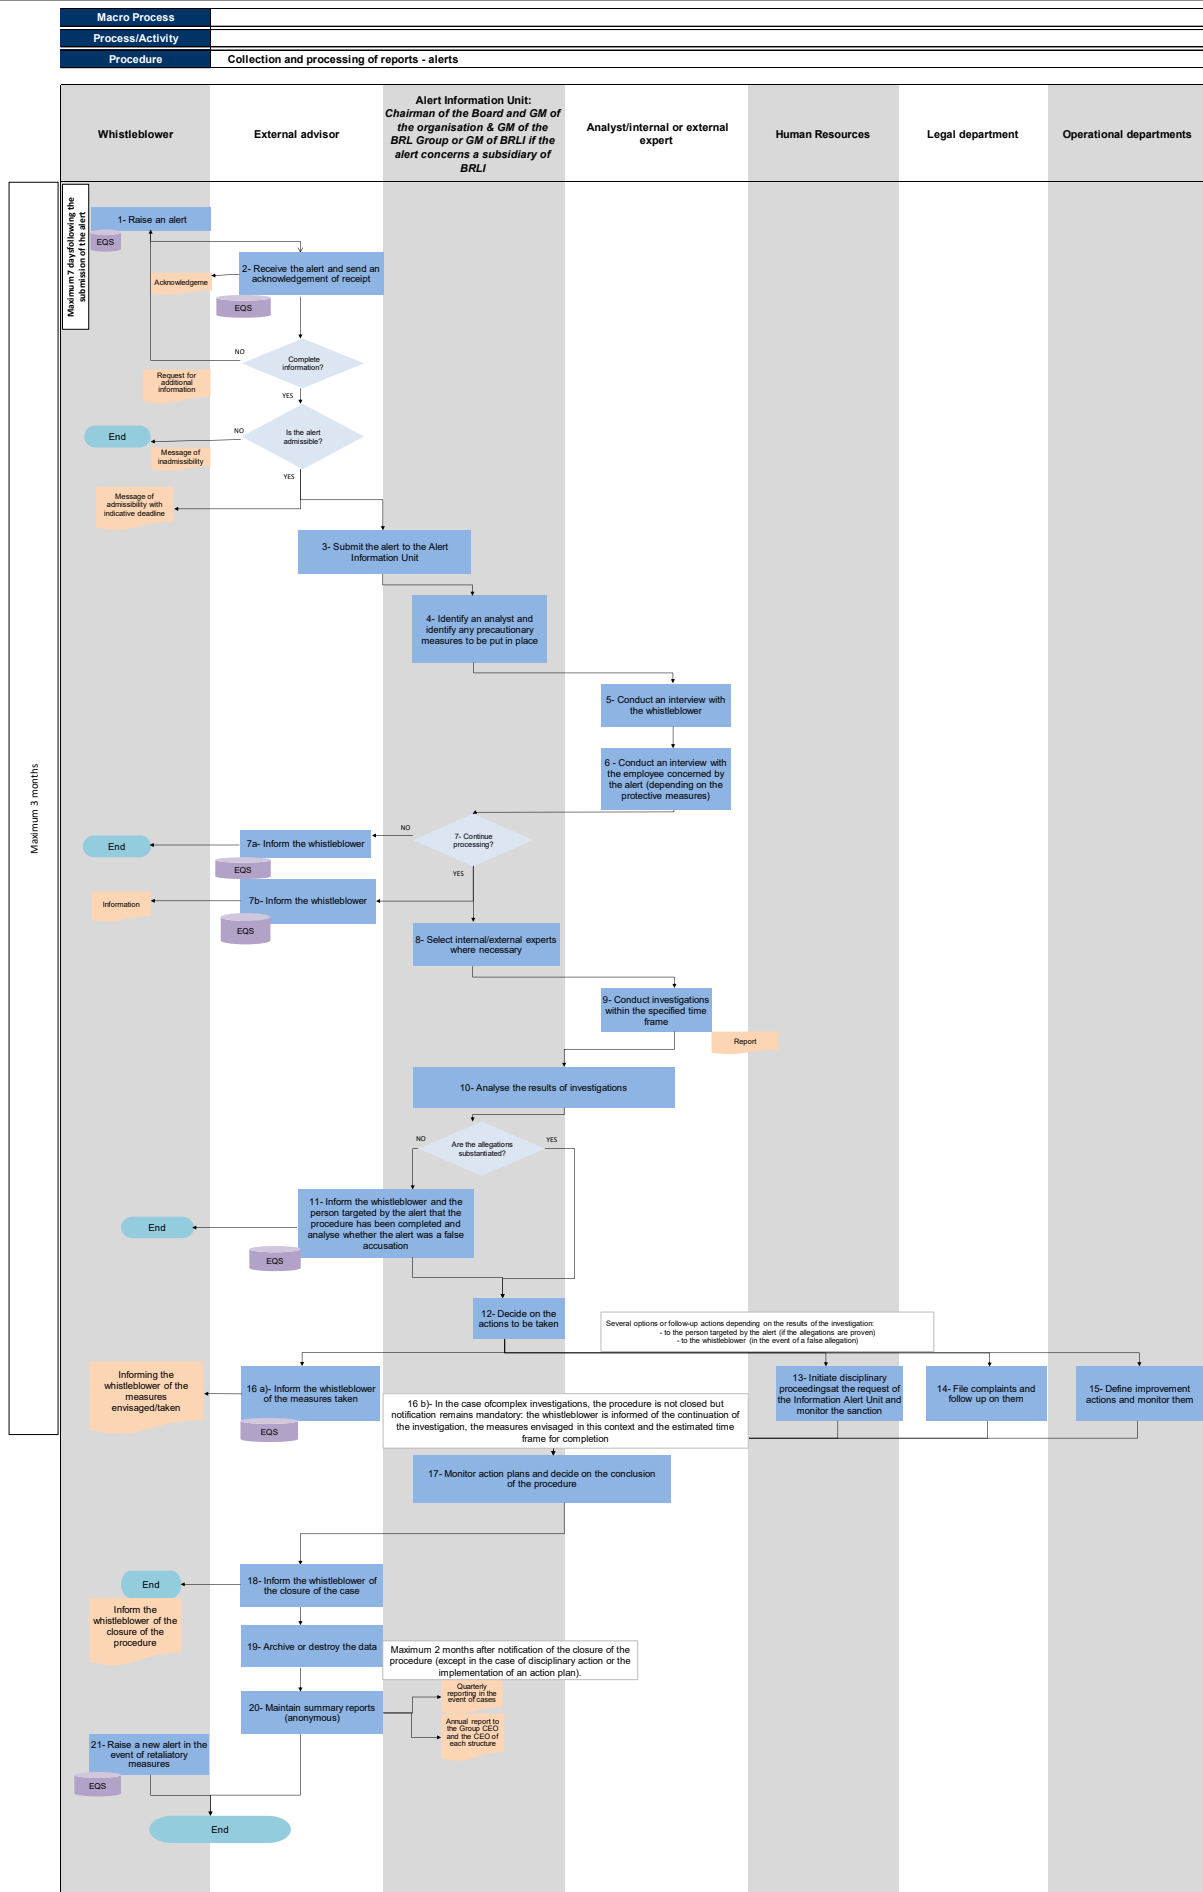 Macro Process
Process/Activity
Procedure
Collection and processing of reports - alerts
Whistleblower
External advisor
Alert Information Unit:
Chairman of the Board and GM of
the organisation & GM of the
BRL Group or GM of BRLI if the
alert concerns a subsidiary of
BRLI
Analyst/internal or external
expert
Human Resources
Legal department
Operational departments
Maximum 3 months
Maximum 7 daysfollowing the
submission of the alert
1- Raise an alert
EQS
2- Receive the alert and send an
acknowledgement of receipt
Acknowledgeme
EQS
Complete
information?
NO
Request for
additional
information
YES
Is the alert
admissible?
NO
End
Message of
inadmissibility
YES
Message of
admissibility with
indicative deadline
3- Submit the alert to the Alert
Information Unit
4- Identify an analyst and
identify any precautionary
measures to be put in place
5- Conduct an interview with
the whistleblower
6 - Conduct an interview with
the employee concerned by
the alert (depending on the
protective measures)
7- Continue
processing?
NO
7a- Inform the whistleblower
End
EQS
YES
7b- Inform the whistleblower
Information
EQS
8- Select internal/external experts
where necessary
9- Conduct investigations
within the specified time
frame
Report
10- Analyse the results of investigations
Are the allegations
substantiated?
NO
YES
11- Inform the whistleblower and the
person targeted by the alert that the
procedure has been completed and
analyse whether the alert was a false
accusation
End
EQS
12- Decide on the
actions to be taken
Several options or follow-up actions depending on the results of the investigation:
- to the person targeted by the alert (if the allegations are proven)
- to the whistleblower (in the event of a false allegation)
Informing the
whistleblower of the
measures
envisaged/taken
16 a)- Inform the whistleblower
of the measures taken
EQS
16 b)- In the case ofcomplex investigations, the procedure is not closed but
notification remains mandatory: the whistleblower is informed of the continuation of
the investigation, the measures envisaged in this context and the estimated time
frame for completion
13- Initiate disciplinary
proceedingsat the request of
the Information Alert Unit and
monitor the sanction
14- File complaints and
follow up on them
15- Define improvement
actions and monitor them
17- Monitor action plans and decide on the conclusion
of the procedure
18- Inform the whistleblower of
the closure of the case
End
Inform the
whistleblower of the
closure of the
procedure
19- Archive or destroy the data
Maximum 2 months after notification of the closure of the
procedure (except in the case of disciplinary action or the
implementation of an action plan).
20- Maintain summary reports
(anonymous)
Quarterly
reporting in the
event of cases
Annual report to
the Group CEO
and the CEO of
each structure
21- Raise a new alert in the
event of retaliatory
measures
EQS
End